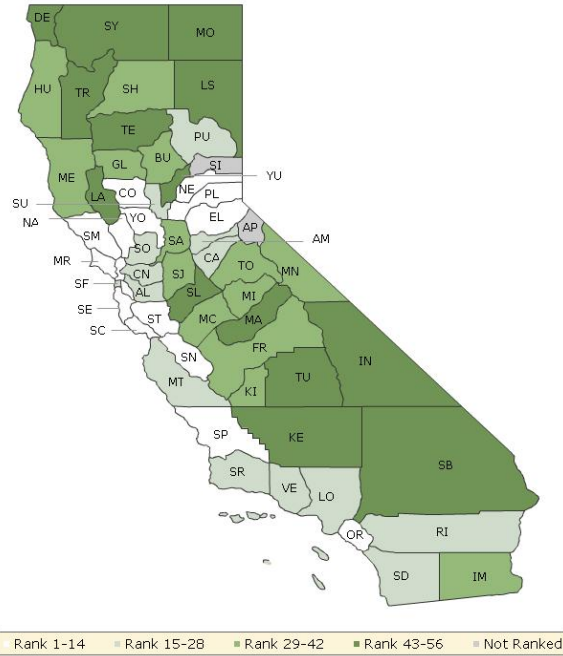 DE
SY
MO
HU
TR
SH
LS
TE
PU
ME
GL
BU
SI
YU
SU
LA
CO
NE
PL
NA
YO
EL
SM
SO
SA
AP
AM
MR
CN
CA
TO
SF
AL
SJ
MN
SE
ST
SL
MI
SC
MC
MA
SN
FR
IN
MT
KI
TU
SP
KE
SB
SR
VE
LO
OR
RI
SD
IM
Rank 1-14 Rank 15-28 Rank 29-42 Rank 43-56 Not Ranked